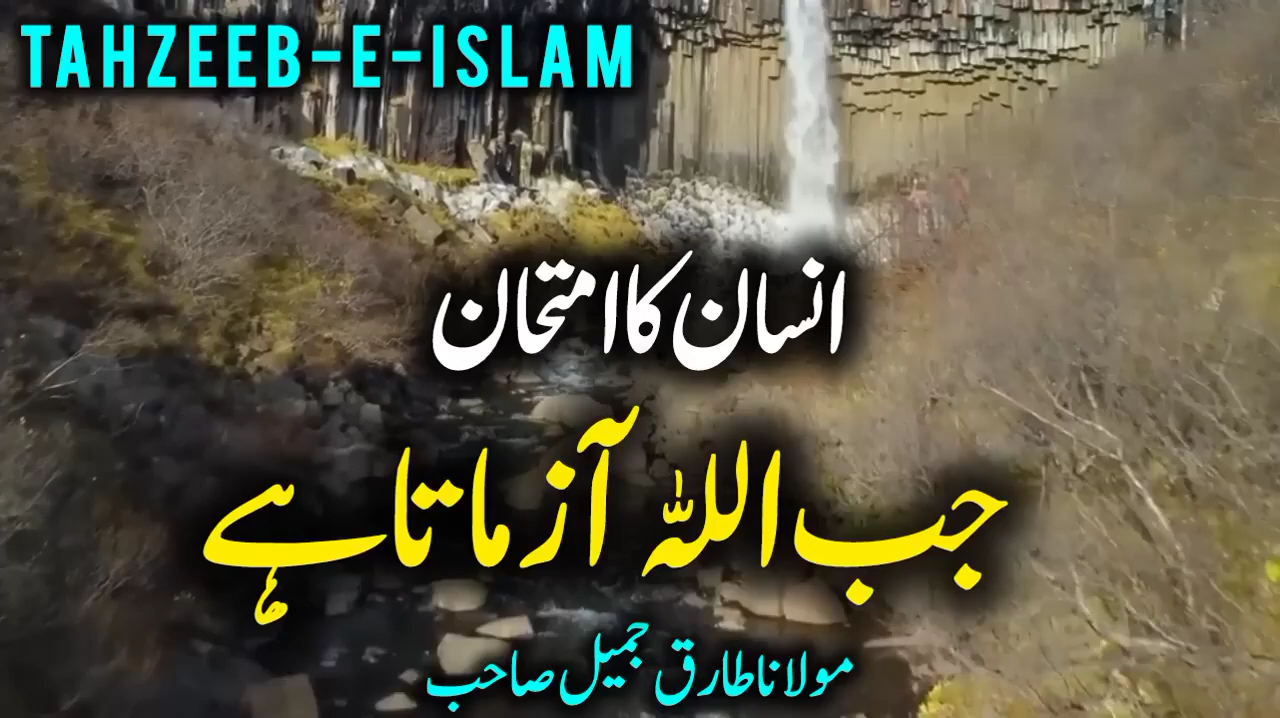 TAHZEEB-E-ISLAM
انسان کا امتحان
جب اللہ آزماتا ہے
مولانا طارق جمیل صاحب